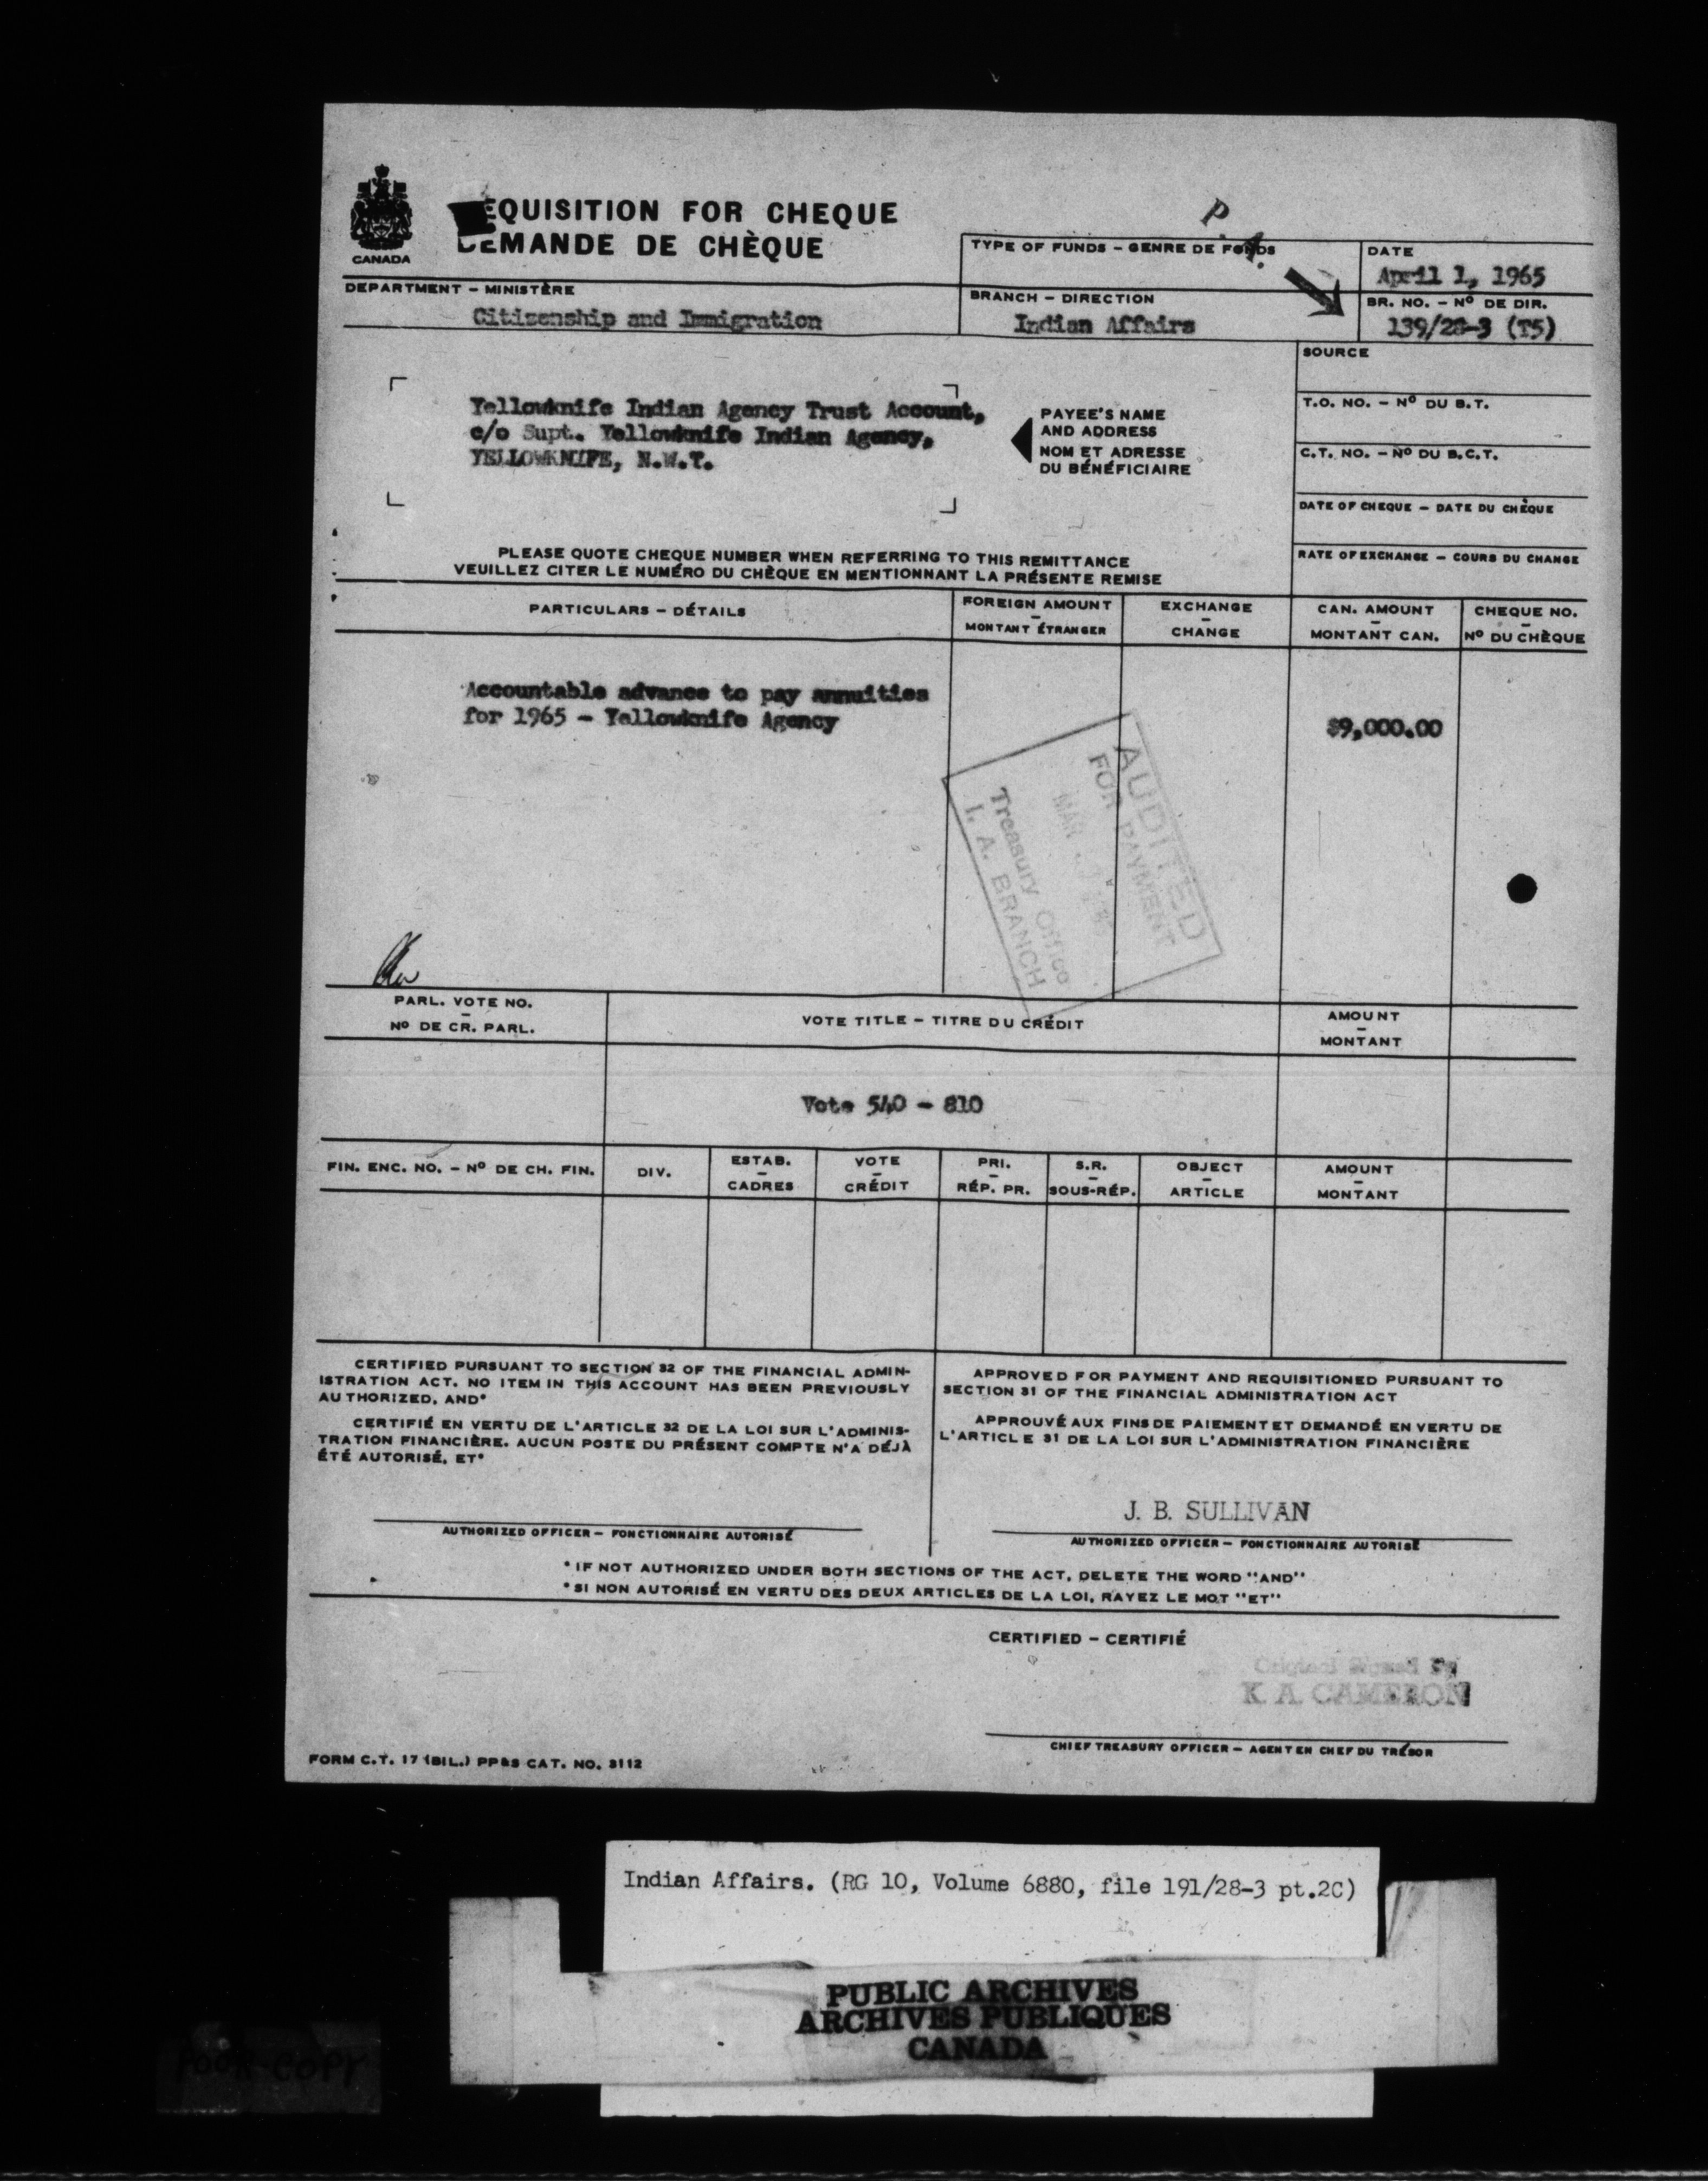 CANADA
EQUISITION FOR CHEQUE
DEMANDE DE CHÈQUE
P. A.
TYPE OF FUNDS – GENRE DE FONDS
DATE
April 1, 1965
DEPARTMENT – MINISTÈRE
Citizenship and Immigration
BRANCH – DIRECTION
Indian Affairs
BR. NO. – Nº DE DIR.
139/28-3 (T5)
SOURCE
Yellowknife Indian Agency Trust Account,
c/o Supt. Yellowknife Indian Agency,
YELLOWKNIFE, N.W.T.
PAYEE'S NAME
AND ADDRESS
NOM ET ADRESSE
DU BÉNÉFICIAIRE
T.O. NO. – Nº DU B.T.
C.T. NO. – Nº DU B.C.T.
DATE OF CHEQUE – DATE DU CHÈQUE
RATE OF EXCHANGE – COURS DU CHANGE
PLEASE QUOTE CHEQUE NUMBER WHEN REFERRING TO THIS REMITTANCE
VEUILLEZ CITER LE NUMÉRO DU CHÈQUE EN MENTIONNANT LA PRÉSENTE REMISE
PARTICULARS – DÉTAILS
FOREIGN AMOUNT
–
MONTANT ÉTRANGER
EXCHANGE
–
CHANGE
CAN. AMOUNT
–
MONTANT CAN.
CHEQUE NO.
–
Nº DU CHÈQUE
Accountable advance to pay annuities
for 1965 – Yellowknife Agency
$9,000.00
AUDITED
FOR PAYMENT
MAR
Treasury Office
I. A. BRANCH
PARL. VOTE NO.
–
Nº DE CR. PARL.
VOTE TITLE – TITRE DU CRÉDIT
AMOUNT
–
MONTANT
Vote 540 – 810
FIN. ENC. NO. – Nº DE CH. FIN.
DIV.
ESTAB.
–
CADRES
VOTE
–
CRÉDIT
PRI.
–
RÉP. PR.
S.R.
–
SOUS-RÉP.
OBJECT
–
ARTICLE
AMOUNT
–
MONTANT
CERTIFIED PURSUANT TO SECTION 32 OF THE FINANCIAL ADMIN-
ISTRATION ACT. NO ITEM IN THIS ACCOUNT HAS BEEN PREVIOUSLY
AUTHORIZED, AND*
CERTIFIÉ EN VERTU DE L'ARTICLE 32 DE LA LOI SUR L'ADMINIS-
TRATION FINANCIÈRE. AUCUN POSTE DU PRÉSENT COMPTE N'A DÉJÀ
ÉTÉ AUTORISÉ, ET*
AUTHORIZED OFFICER – FONCTIONNAIRE AUTORISÉ
APPROVED FOR PAYMENT AND REQUISITIONED PURSUANT TO
SECTION 31 OF THE FINANCIAL ADMINISTRATION ACT
APPROUVÉ AUX FINS DE PAIEMENT ET DEMANDÉ EN VERTU DE
L'ARTICLE 31 DE LA LOI SUR L'ADMINISTRATION FINANCIÈRE
J. B. SULLIVAN
AUTHORIZED OFFICER – FONCTIONNAIRE AUTORISÉ
* IF NOT AUTHORIZED UNDER BOTH SECTIONS OF THE ACT, DELETE THE WORD "AND"
* SI NON AUTORISÉ EN VERTU DES DEUX ARTICLES DE LA LOI, RAYEZ LE MOT "ET"
CERTIFIED – CERTIFIÉ
Original Signed By
K. A. CAMERON
CHIEF TREASURY OFFICER – AGENT EN CHEF DU TRÉSOR
FORM C.T. 17 (BIL.) PP&S CAT. NO. 3112
Indian Affairs. (RG 10, Volume 6880, file 191/28-3 pt.2C)
PUBLIC ARCHIVES
ARCHIVES PUBLIQUES
CANADA
POOR COPY